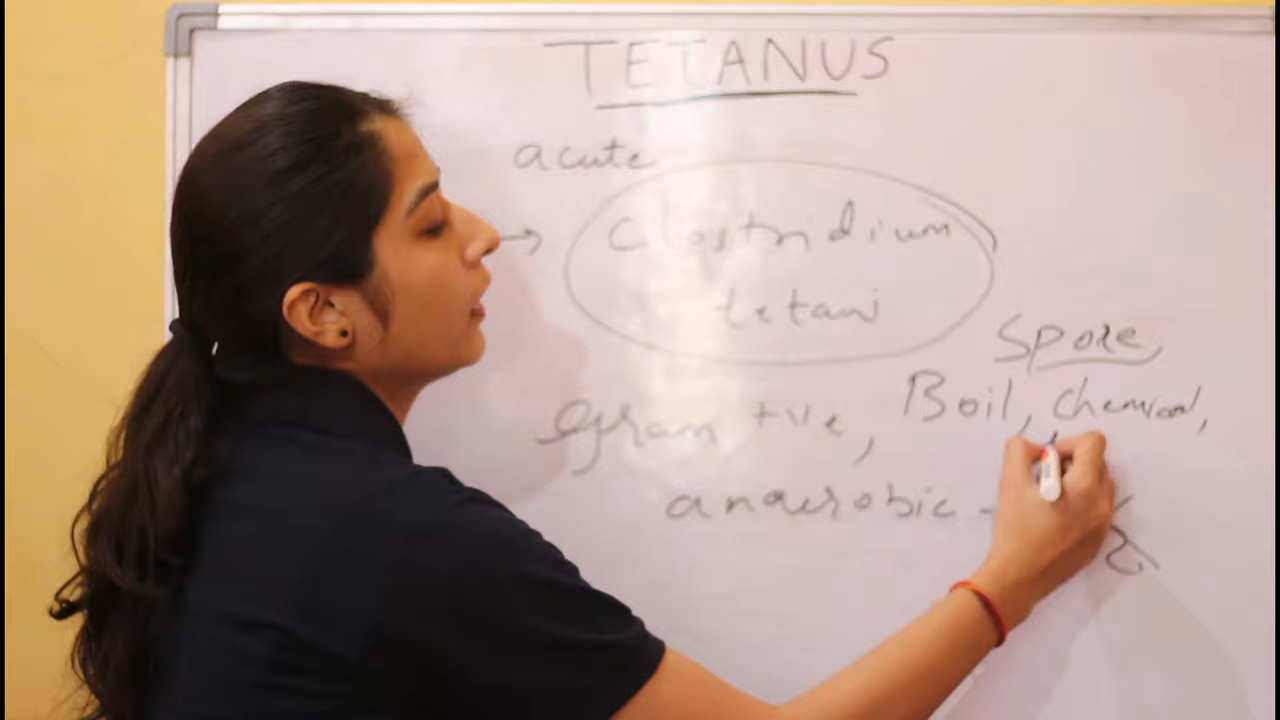 TETANUS
acute
→ Clostridium
tetani
Spore,
Boil, Chemical,
Gram +ve,
anaerobic -